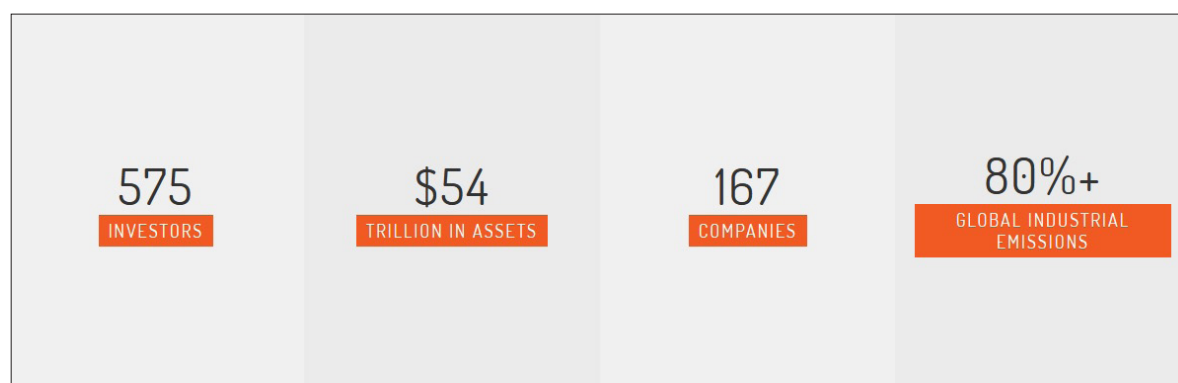 575
INVESTORS
$54
TRILLION IN ASSETS
167
COMPANIES
80%+
GLOBAL INDUSTRIAL
EMISSIONS